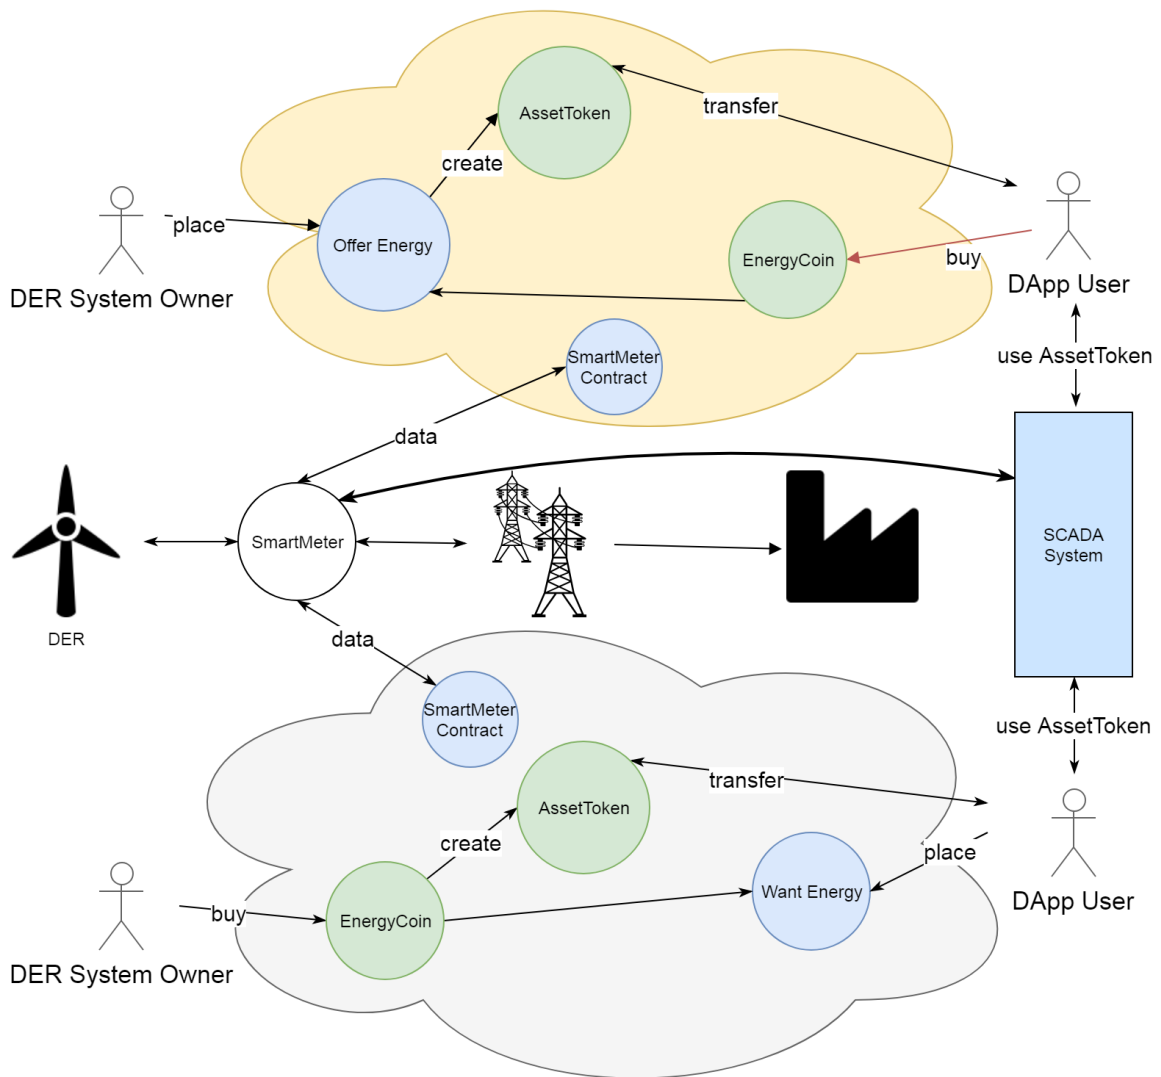 AssetToken
transfer
create
place
Offer Energy
EnergyCoin
buy
DER System Owner
DApp User
SmartMeter
Contract
use AssetToken
data
SmartMeter
SCADA
System
DER
data
SmartMeter
Contract
use AssetToken
transfer
AssetToken
create
place
Want Energy
buy
EnergyCoin
DApp User
DER System Owner